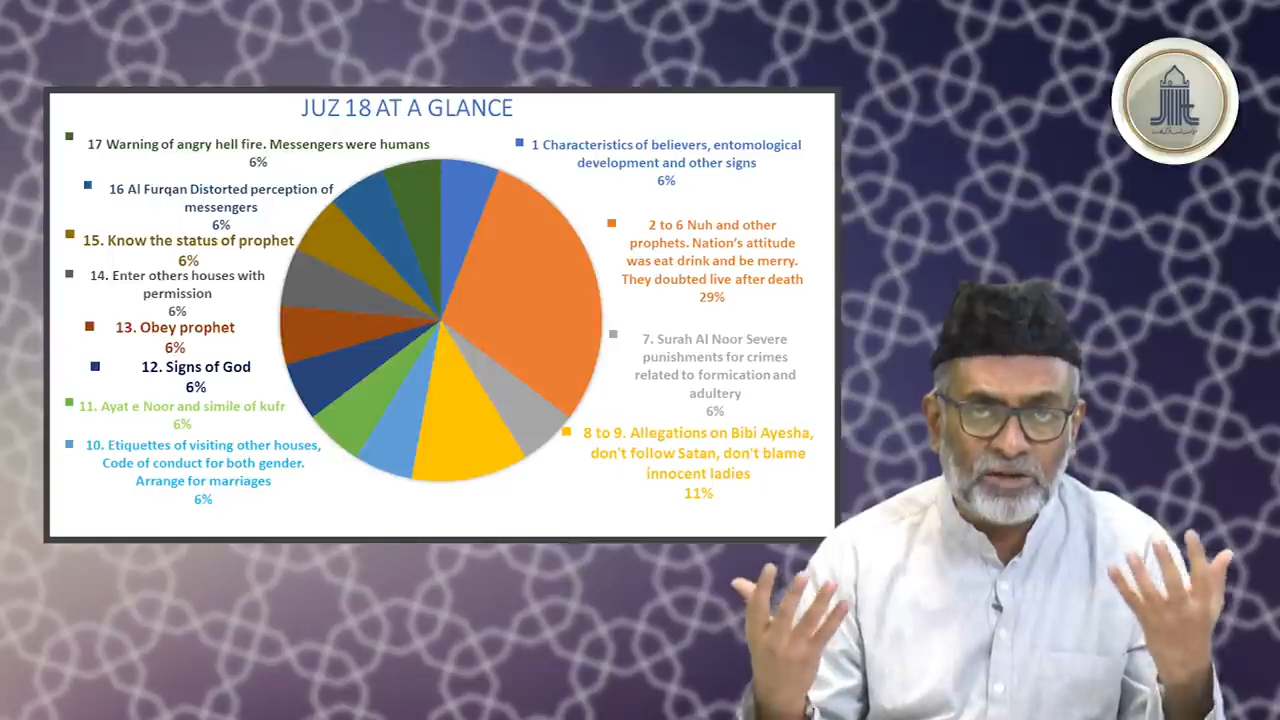 JUZ 18 AT A GLANCE
17 Warning of angry hell fire. Messengers were humans
6%
16 Al Furqan Distorted perception of
messengers
6%
15. Know the status of prophet
6%
14. Enter others houses with
permission
6%
13. Obey prophet
6%
12. Signs of God
6%
11. Ayat e Noor and simile of kufr
6%
10. Etiquettes of visiting other houses,
Code of conduct for both gender.
Arrange for marriages
6%
1 Characteristics of believers, entomological
development and other signs
6%
2 to 6 Nuh and other
prophets. Nation's attitude
was eat drink and be merry.
They doubted live after death
29%
7. Surah Al Noor Severe
punishments for crimes
related to formication and
adultery
6%
8 to 9. Allegations on Bibi Ayesha,
don't follow Satan, don't blame
innocent ladies
11%